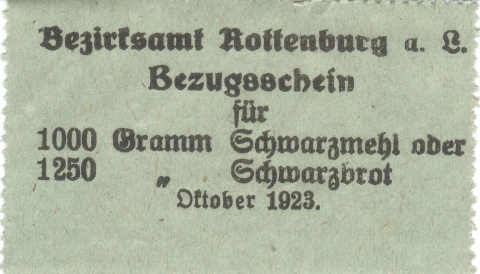 Bezirksamt Rottenburg a. L.
Bezugsschein
für
1000 Gramm Schwarzmehl oder
1250 „ Schwarzbrot
Oktober 1923.